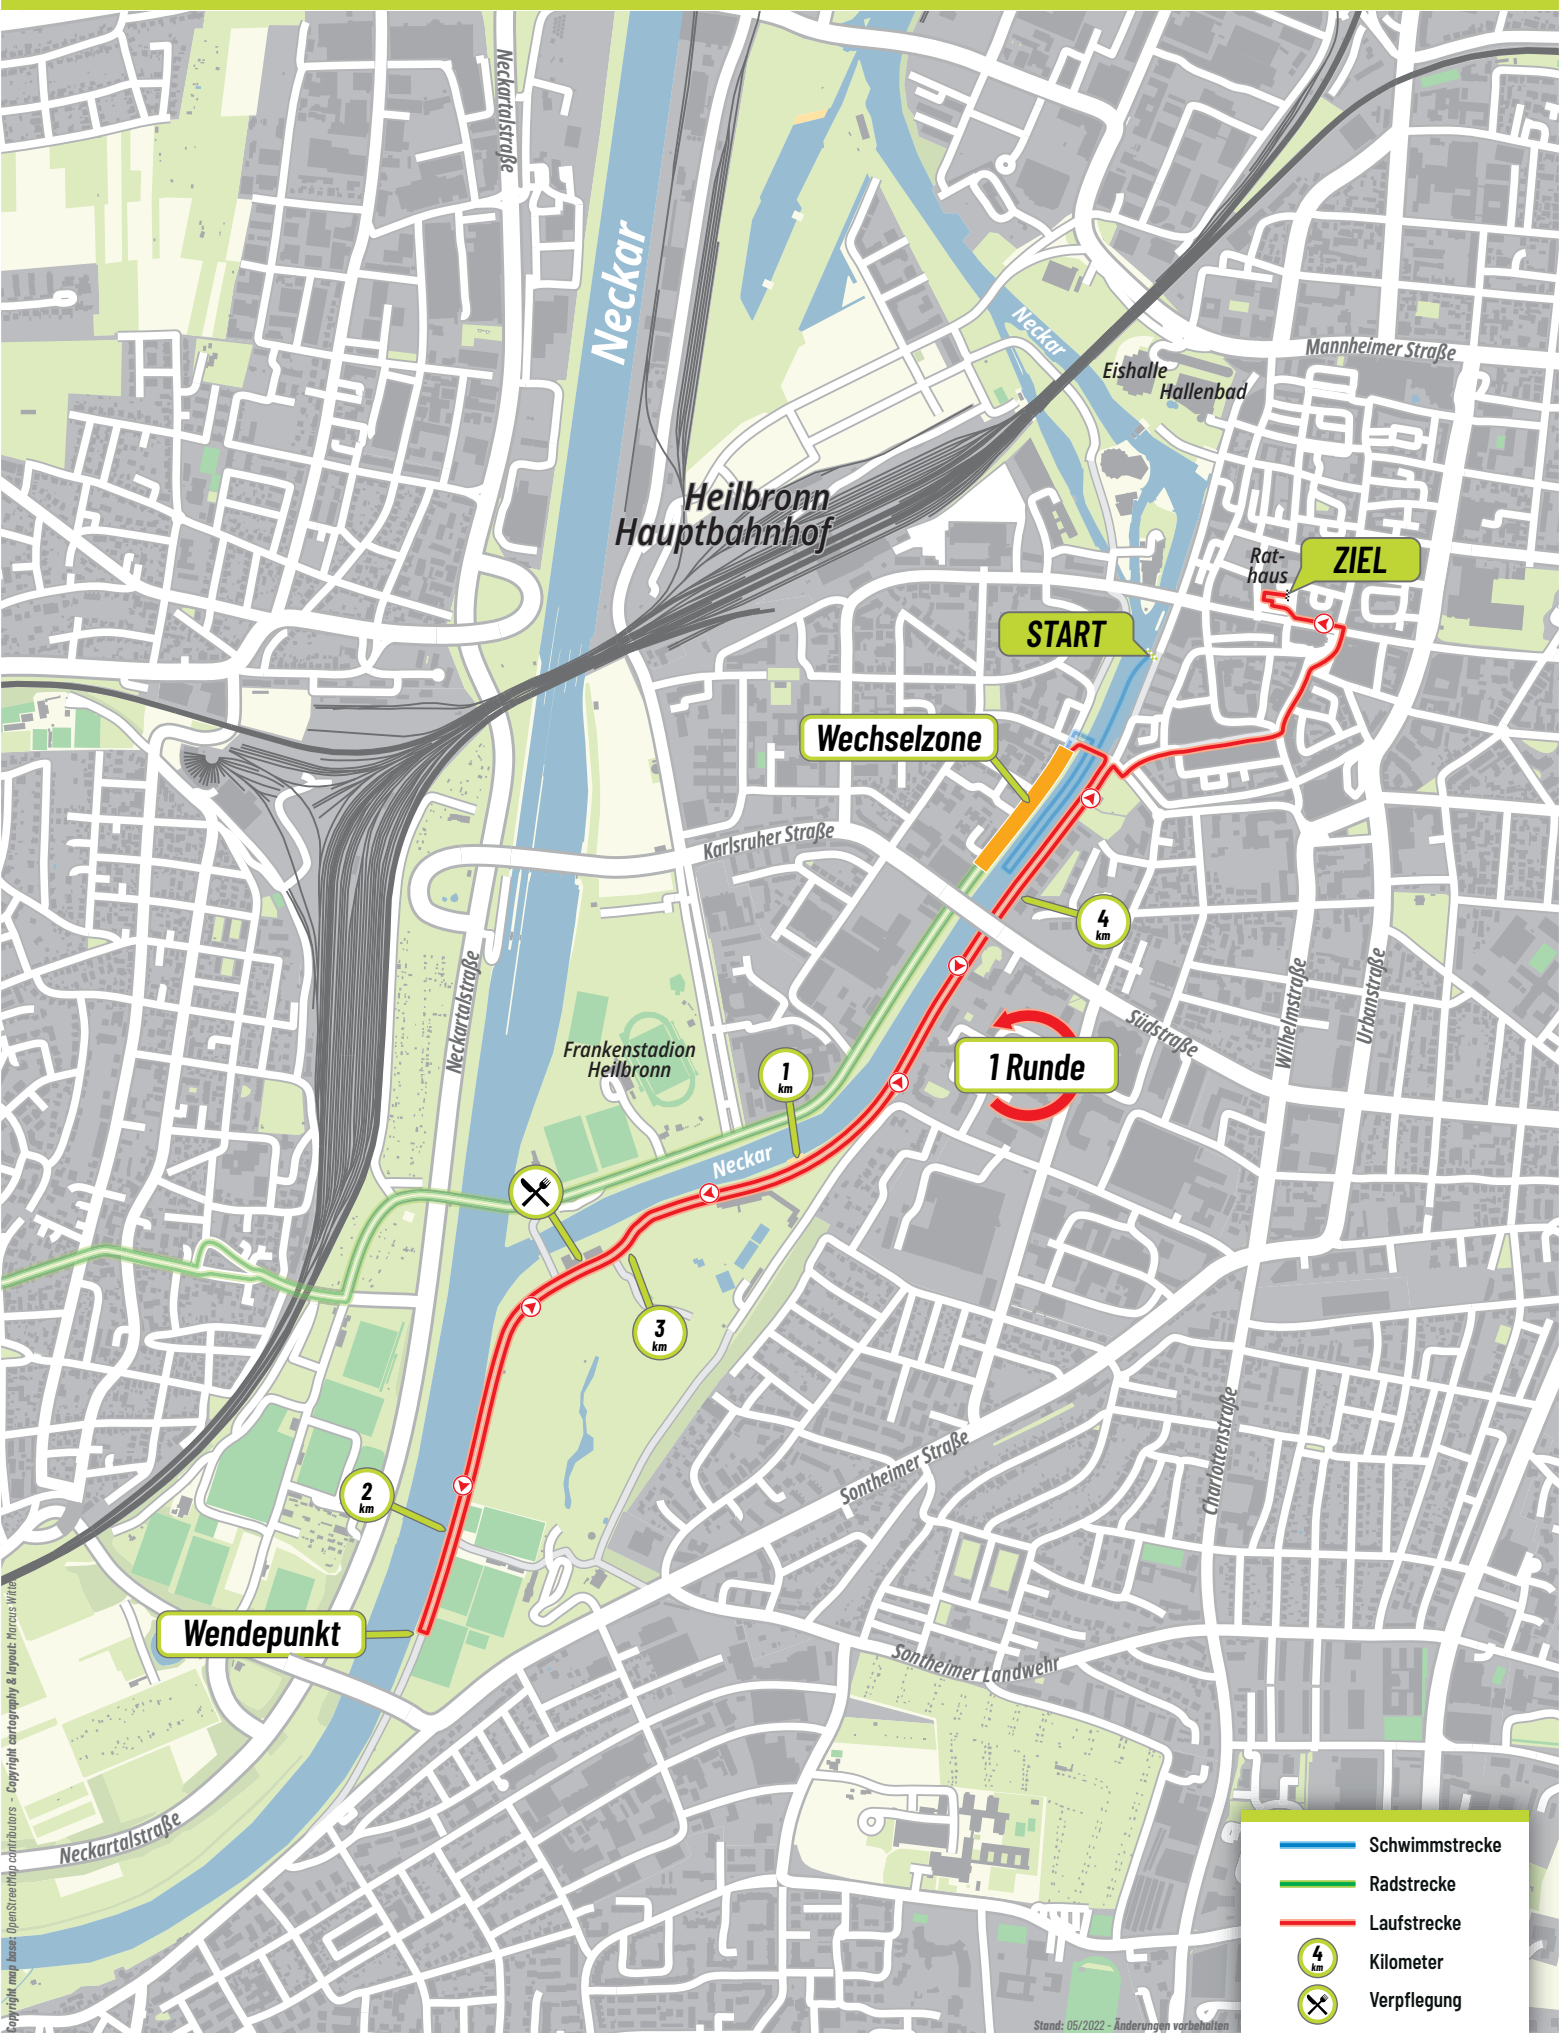 Neckartalstraße
Neckar
Neckar
Mannheimer Straße
Eishalle
Hallenbad
Heilbronn
Hauptbahnhof
Rat-
haus
ZIEL
START
Wechselzone
Karlsruher Straße
4
km
Neckartalstraße
Wilhelmstraße
Urbanstraße
Südstraße
Frankenstadion
Heilbronn
1
km
1 Runde
Neckar
3
km
Charlottenstraße
Sontheimer Straße
2
km
Wendepunkt
Sontheimer Landwehr
Neckartalstraße
Schwimmstrecke
Radstrecke
Laufstrecke
4
km
Kilometer
Verpflegung
Stand: 05/2022 - Änderungen vorbehalten
Copyright map base: OpenStreetMap contributors - Copyright cartography & layout: Marcus Witte